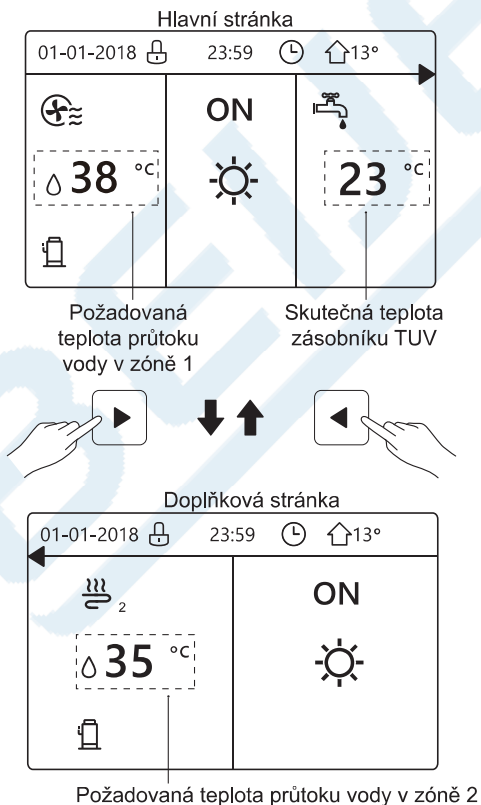 Hlavní stránka
01-01-2018 23:59 13°
ON
38 °C 23 °C
Požadovaná
teplota průtoku
vody v zóně 1
Skutečná teplota
zásobníku TUV
Doplňková stránka
01-01-2018 23:59 13°
2 ON
35 °C
Požadovaná teplota průtoku vody v zóně 2